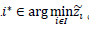 i* ∈ arg min_{i∈I} z̃_i ,